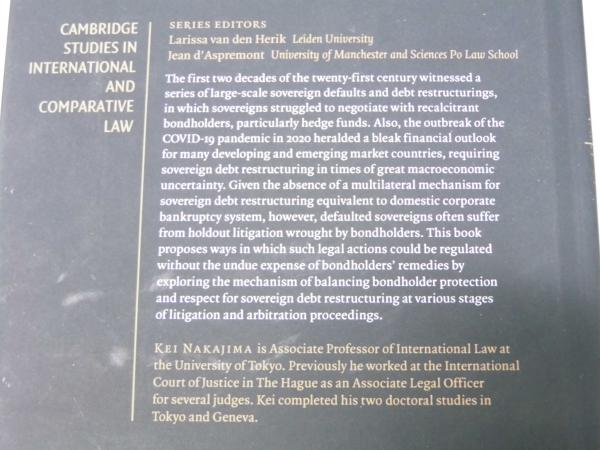 CAMBRIDGE
STUDIES IN
INTERNATIONAL
AND
COMPARATIVE
LAW
SERIES EDITORS
Larissa van den Herik Leiden University
Jean d'Aspremont University of Manchester and Sciences Po Law School
The first two decades of the twenty-first century witnessed a
series of large-scale sovereign defaults and debt restructurings,
in which sovereigns struggled to negotiate with recalcitrant
bondholders, particularly hedge funds. Also, the outbreak of the
COVID-19 pandemic in 2020 heralded a bleak financial outlook
for many developing and emerging market countries, requiring
sovereign debt restructuring in times of great macroeconomic
uncertainty. Given the absence of a multilateral mechanism for
sovereign debt restructuring equivalent to domestic corporate
bankruptcy system, however, defaulted sovereigns often suffer
from holdout litigation wrought by bondholders. This book
proposes ways in which such legal actions could be regulated
without the undue expense of bondholders' remedies by
exploring the mechanism of balancing bondholder protection
and respect for sovereign debt restructuring at various stages
of litigation and arbitration proceedings.
KEI NAKAJIMA is Associate Professor of International Law at
the University of Tokyo. Previously he worked at the International
Court of Justice in The Hague as an Associate Legal Officer
for several judges. Kei completed his two doctoral studies in
Tokyo and Geneva.